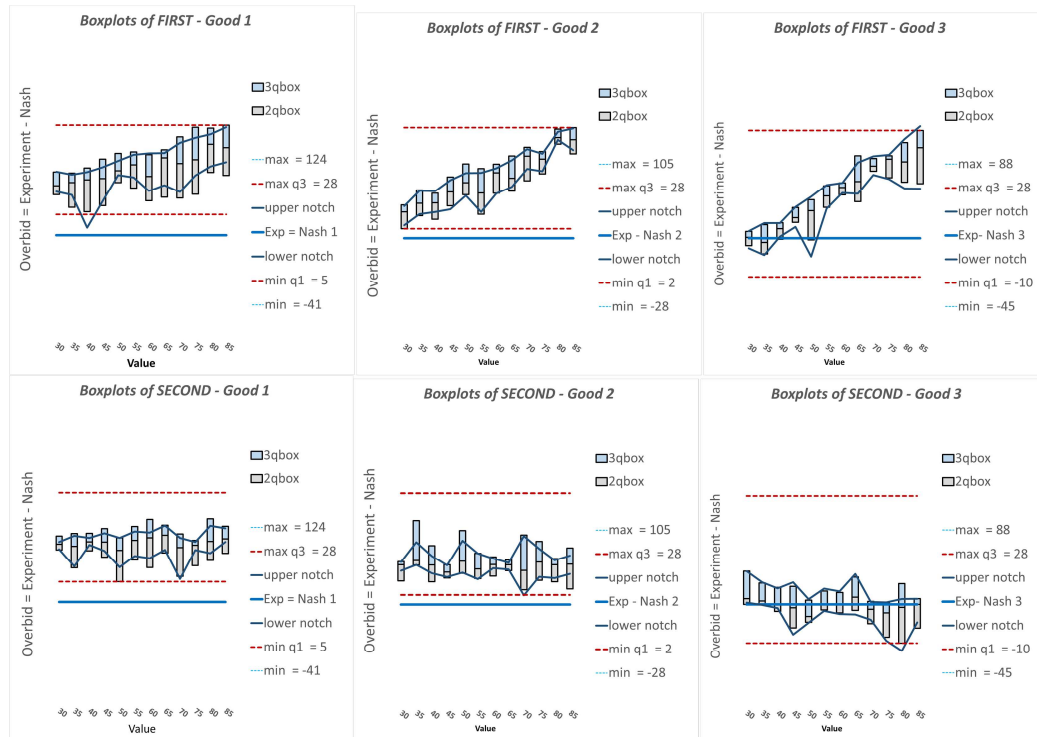 Boxplots of FIRST - Good 1
Overbid = Experiment - Nash
3qbox
2qbox
max = 124
max q3 = 28
upper notch
Exp = Nash 1
lower notch
min q1 = 5
min = -41
30 35 40 45 50 55 60 65 70 75 80 85
Value
Boxplots of FIRST - Good 2
Overbid = Experiment - Nash
3qbox
2qbox
max = 105
max q3 = 28
upper notch
Exp - Nash 2
lower notch
min q1 = 2
min = -28
30 35 40 45 50 55 60 65 70 75 80 85
Value
Boxplots of FIRST - Good 3
Overbid = Experiment - Nash
3qbox
2qbox
max = 88
max q3 = 28
upper notch
Exp- Nash 3
lower notch
min q1 = -10
min = -45
30 35 40 45 50 55 60 65 70 75 80 85
Value
Boxplots of SECOND - Good 1
Overbid = Experiment - Nash
3qbox
2qbox
max = 124
max q3 = 28
upper notch
Exp = Nash 1
lower notch
min q1 = 5
min = -41
30 35 40 45 50 55 60 65 70 75 80 85
Value
Boxplots of SECOND - Good 2
Overbid = Experiment - Nash
3qbox
2qbox
max = 105
max q3 = 28
upper notch
Exp - Nash 2
lower notch
min q1 = 2
min = -28
30 35 40 45 50 55 60 65 70 75 80 85
Value
Boxplots of SECOND - Good 3
Overbid = Experiment - Nash
3qbox
2qbox
max = 88
max q3 = 28
upper notch
Exp- Nash 3
lower notch
min q1 = -10
min = -45
30 35 40 45 50 55 60 65 70 75 80 85
Value